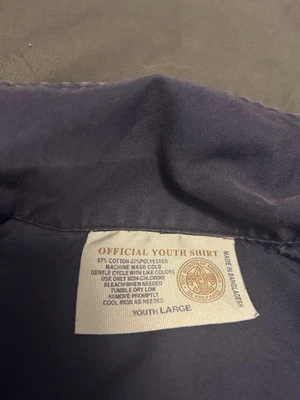 OFFICIAL YOUTH SHIRT
67% COTTON-33% POLYESTER
MACHINE WASH COLD
GENTLE CYCLE WITH LIKE COLORS
USE ONLY NON-CHLORINE
BLEACH WHEN NEEDED
TUMBLE DRY LOW
REMOVE PROMPTLY
COOL IRON AS NEEDED
YOUTH LARGE
MADE IN BANGLADESH